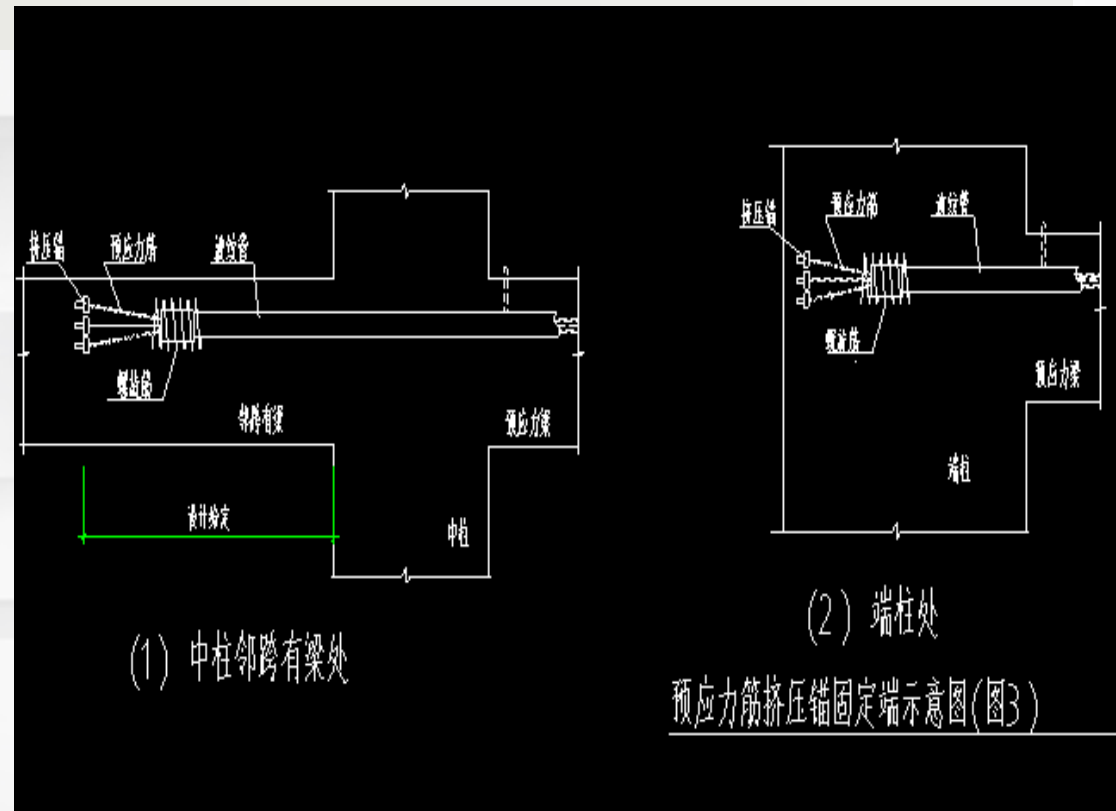 挤压锚
预应力筋
波纹管
螺旋筋
邻跨有梁
预应力梁
设计给定
中柱
(1) 中柱邻跨有梁处
挤压锚
预应力筋
波纹管
螺旋筋
预应力梁
端柱
(2) 端柱处
预应力筋挤压锚固定端示意图(图3)